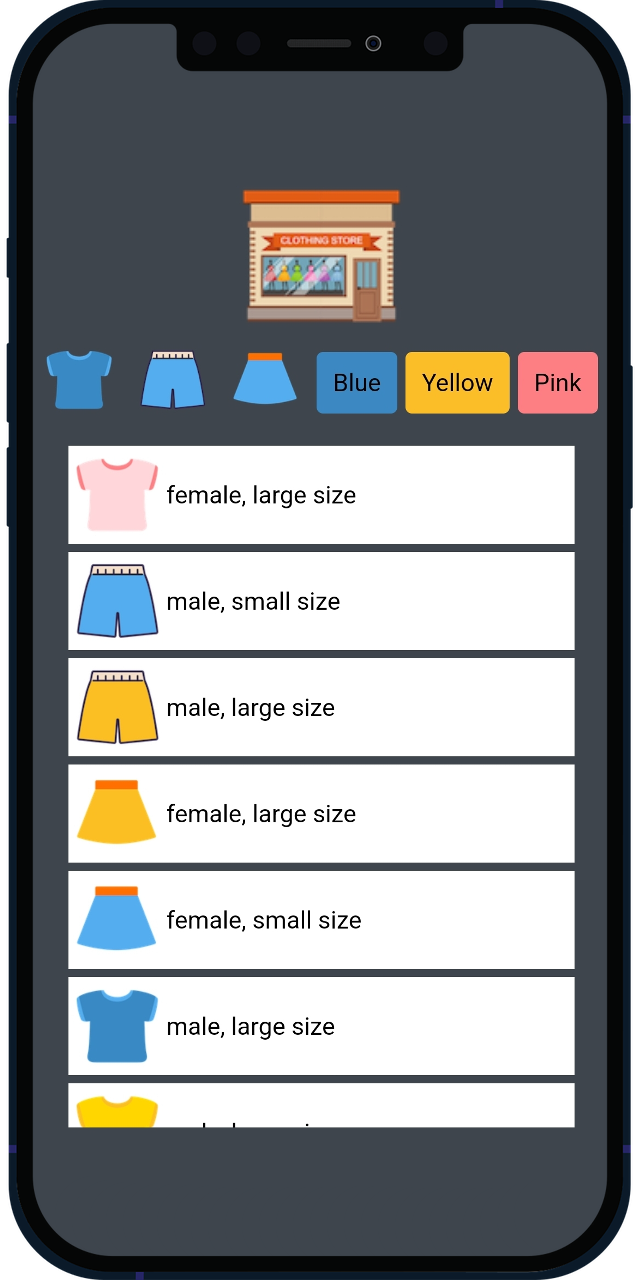 CLOTHING STORE
Blue
Yellow
Pink
female, large size
male, small size
male, large size
female, large size
female, small size
male, large size